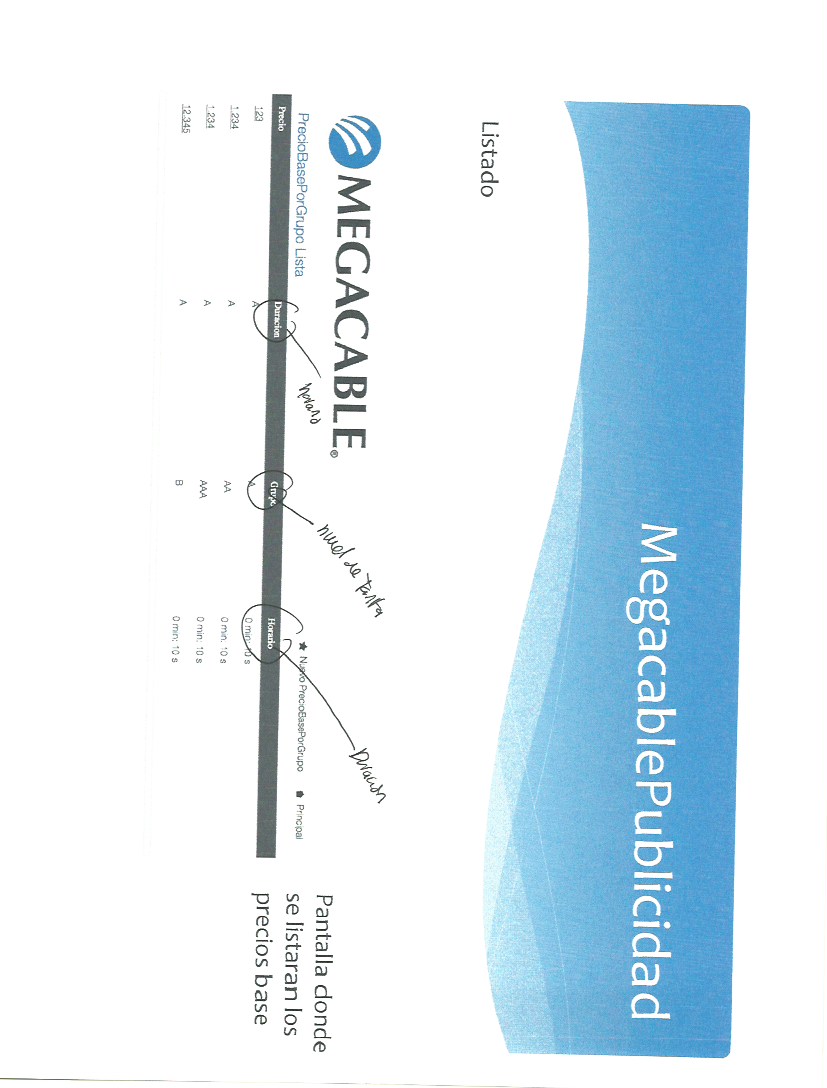 MegacablePublicidad
Listado
MEGACABLE®
PrecioBasePorGrupo Lista
Nuevo PrecioBasePorGrupo Principal
Precio Duracion Grupo Horario
123 A A 0 min: 10 s
1,234 A AA 0 min: 10 s
1,234 A AAA 0 min: 10 s
12,345 A B 0 min: 10 s
horario
nivel de tarifa
Duración
Pantalla donde
se listaran los
precios base